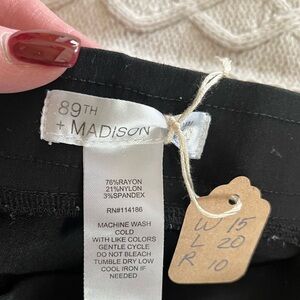 89TH
+ MADISON
76%RAYON
21%NYLON
3%SPANDEX
RN#114186
MACHINE WASH
COLD
WITH LIKE COLORS
GENTLE CYCLE
DO NOT BLEACH
TUMBLE DRY LOW
COOL IRON IF
NEEDED
W 15
L 20
R 10